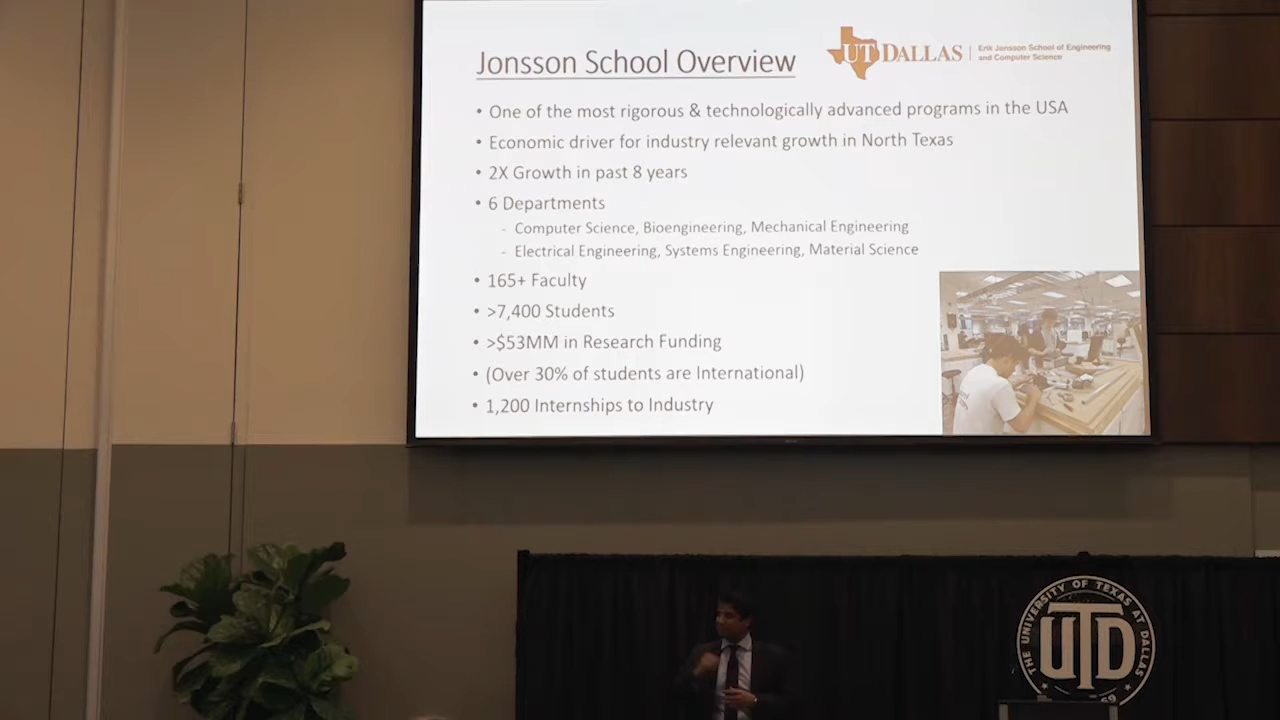 Jonsson School Overview
UT DALLAS
Erik Jonsson School of Engineering
and Computer Science
• One of the most rigorous & technologically advanced programs in the USA
• Economic driver for industry relevant growth in North Texas
• 2X Growth in past 8 years
• 6 Departments
- Computer Science, Bioengineering, Mechanical Engineering
- Electrical Engineering, Systems Engineering, Material Science
• 165+ Faculty
• >7,400 Students
• >$53MM in Research Funding
• (Over 30% of students are International)
• 1,200 Internships to Industry
THE UNIVERSITY OF TEXAS AT DALLAS
UTD